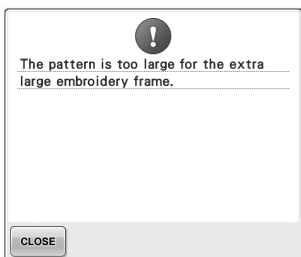 The pattern is too large for the extra
large embroidery frame.
CLOSE